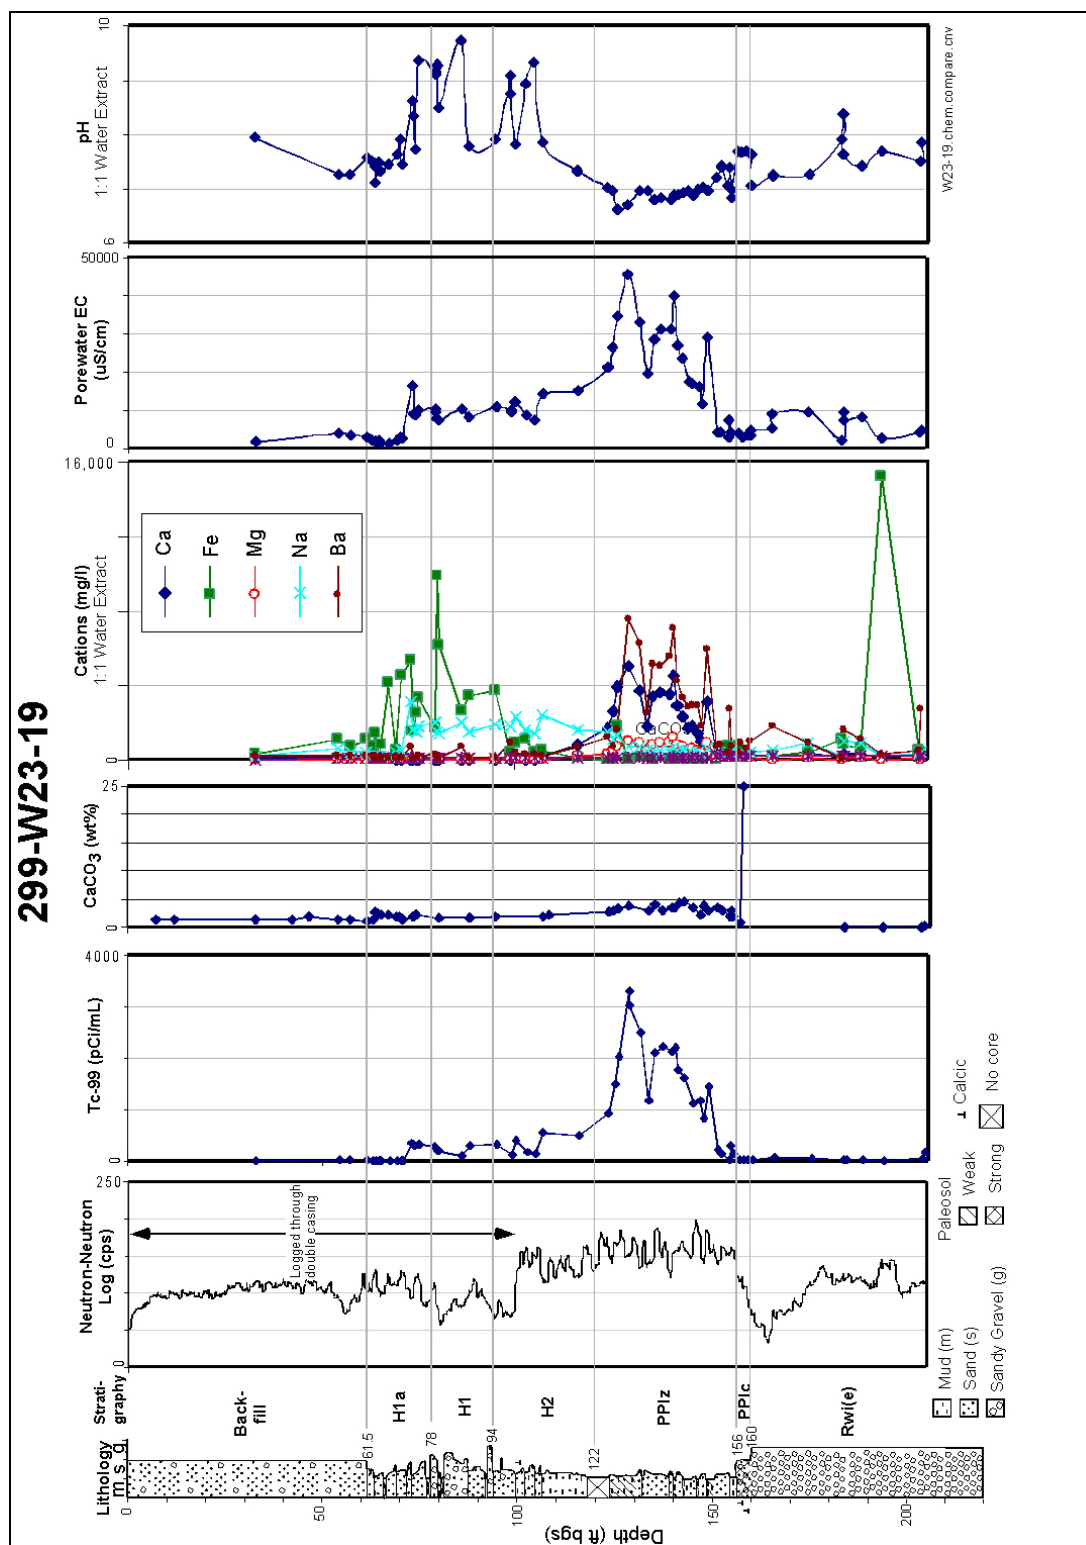 299-W23-19
Lithology
m s g
Strati-
graphy
Back-
fill
H1a
H1
H2
PPlz
PPlc
Rwi(e)
61.5
78
94
122
156
160
0
50
100
150
200
Depth (ft bgs)
Neutron-Neutron
Log (cps)
0
250
Logged through
double casing
Tc-99 (pCi/mL)
0
4000
CaCO3 (wt%)
0
25
Cations (mg/l)
1:1 Water Extract
0
16,000
Ca
Fe
Mg
Na
Ba
CaCO
Porewater EC
(uS/cm)
0
50000
pH
1:1 Water Extract
6
10
Mud (m)
Sand (s)
Sandy Gravel (g)
Paleosol
Weak
Strong
Calcic
No core
W23-19.chem.compare.cnv